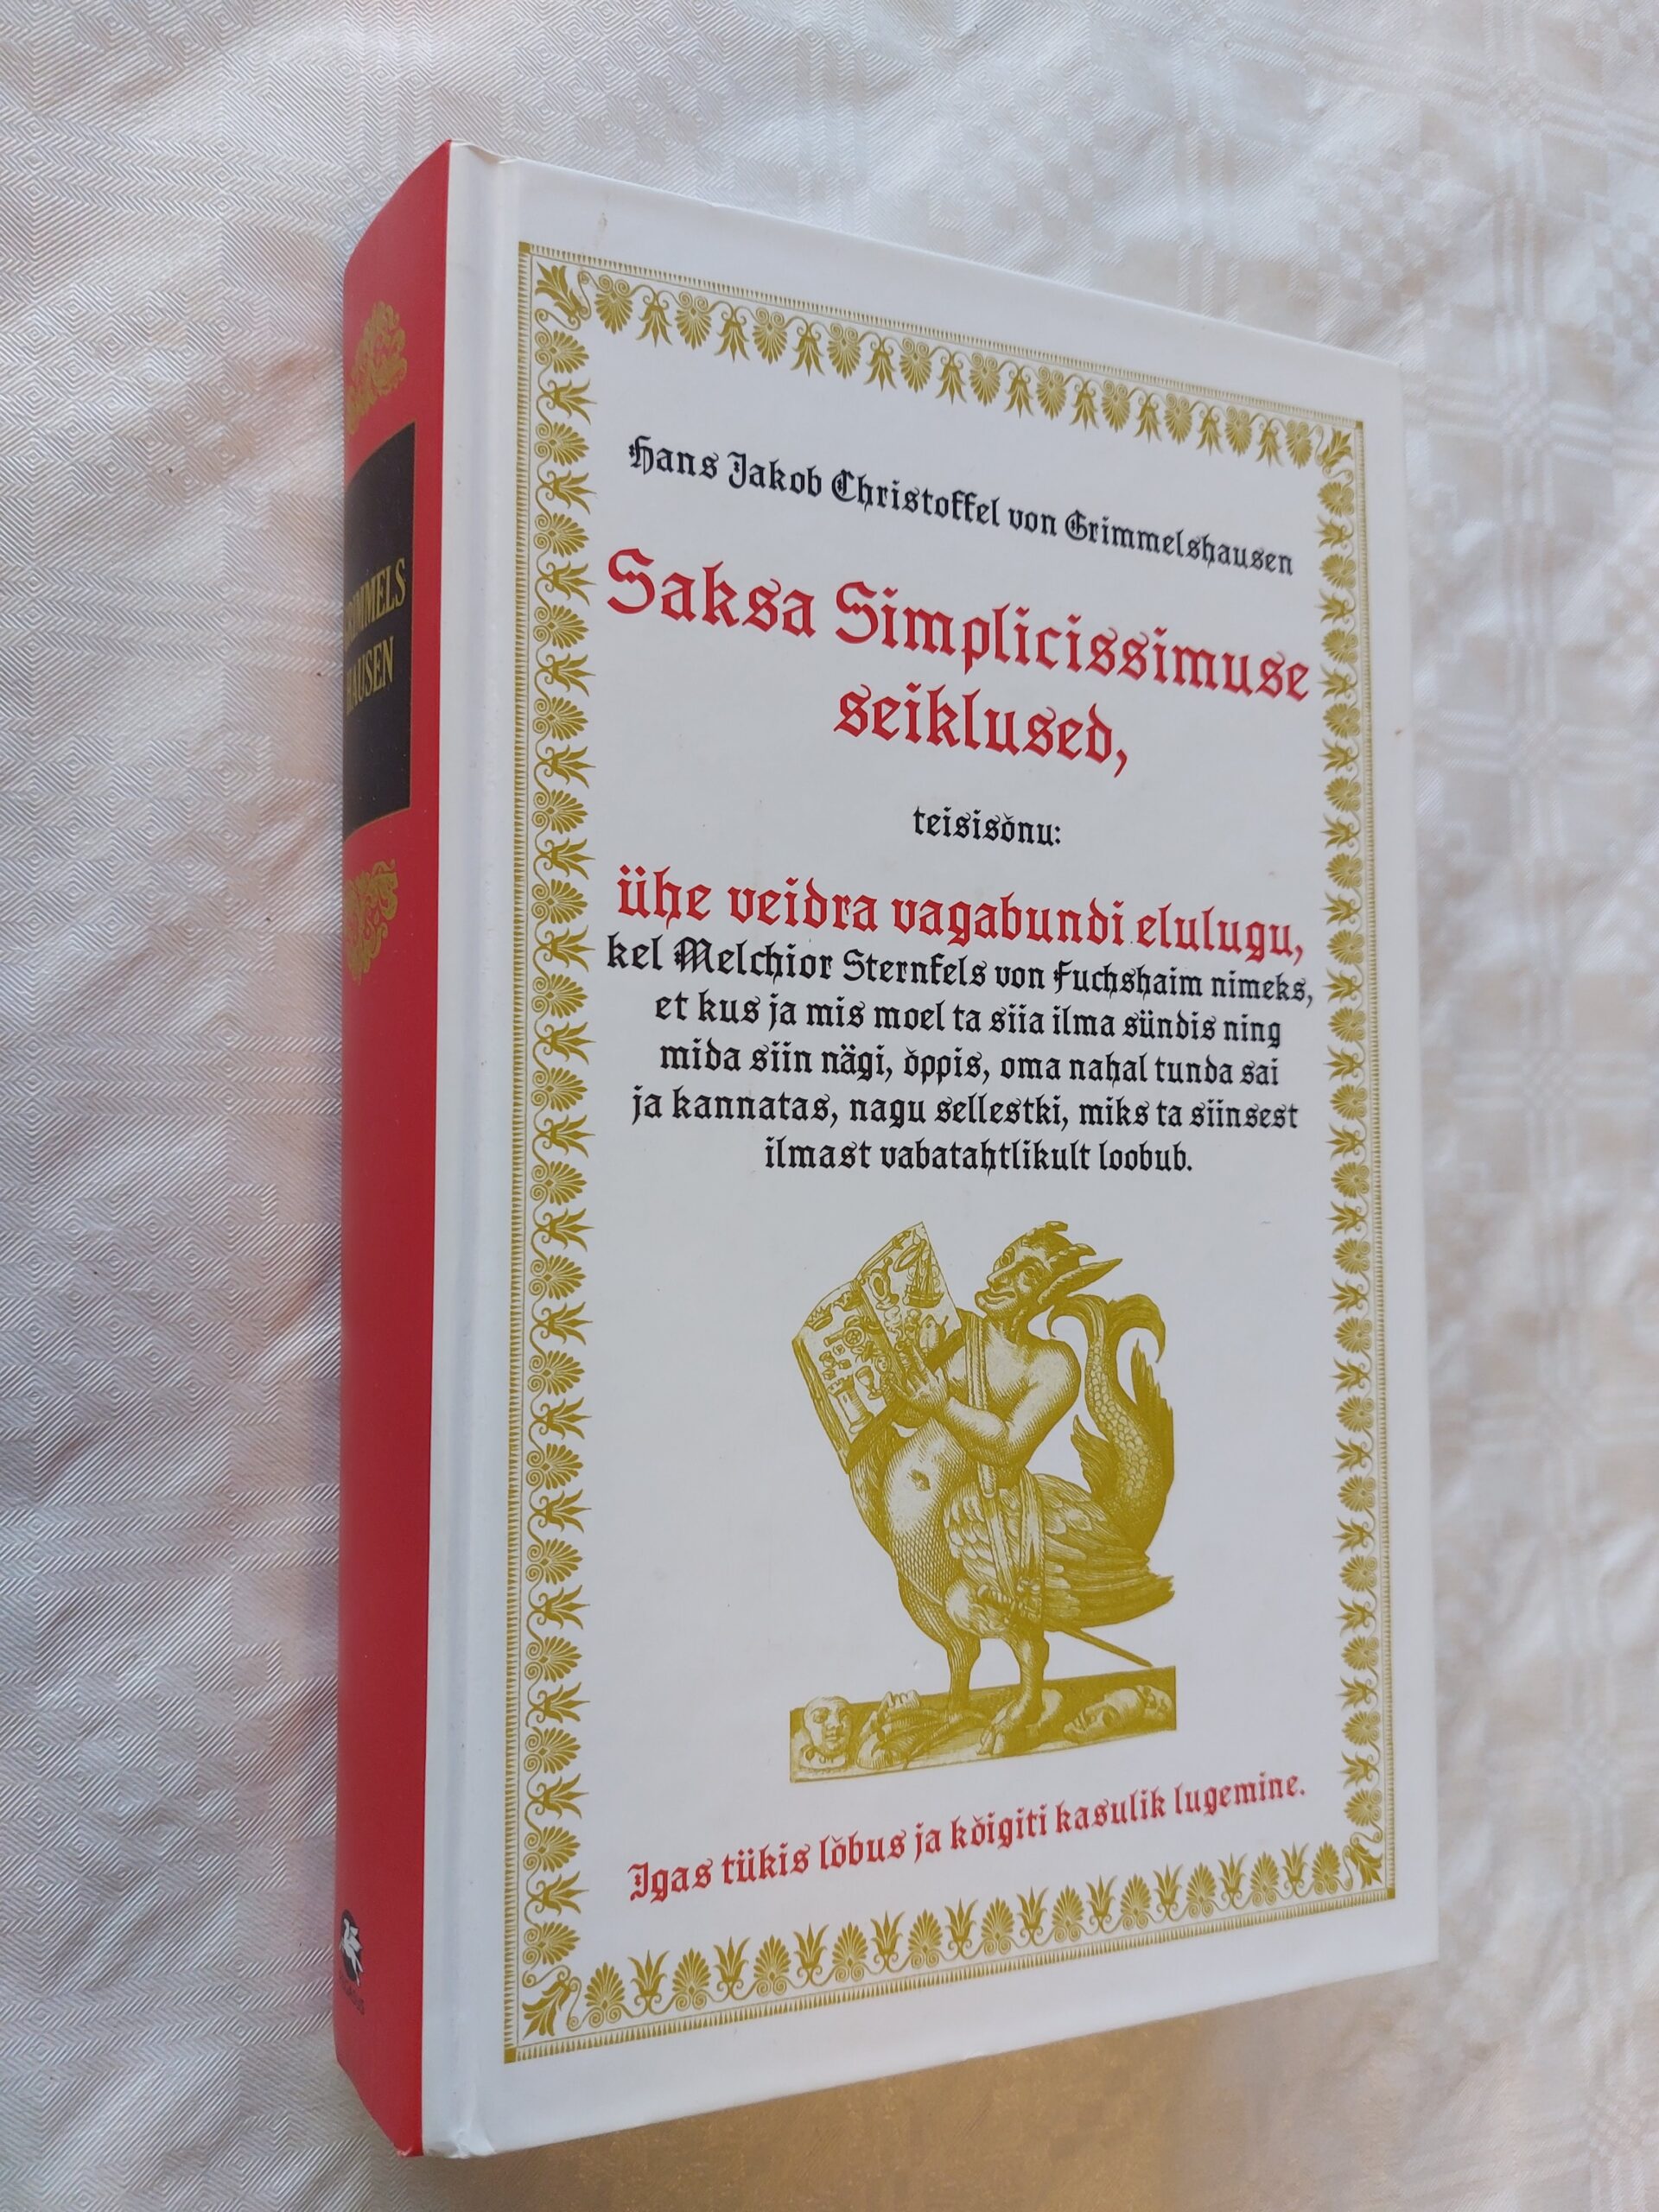 Hans Jakob Christoffel von Grimmelshausen
Saksa Simplicissimuse
seiklused,
teisisõnu:
ühe veidra vagabundi elulugu,
kel Melchior Sternfels von Fuchshaim nimeks,
et kus ja mis moel ta siia ilma sündis ning
mida siin nägi, õppis, oma nahal tunda sai
ja kannatas, nagu sellestki, miks ta siinsest
ilmast vabatahtlikult loobub.
Igas tükis lõbus ja kõigiti kasulik lugemine.
GRIMMELS
HAUSEN